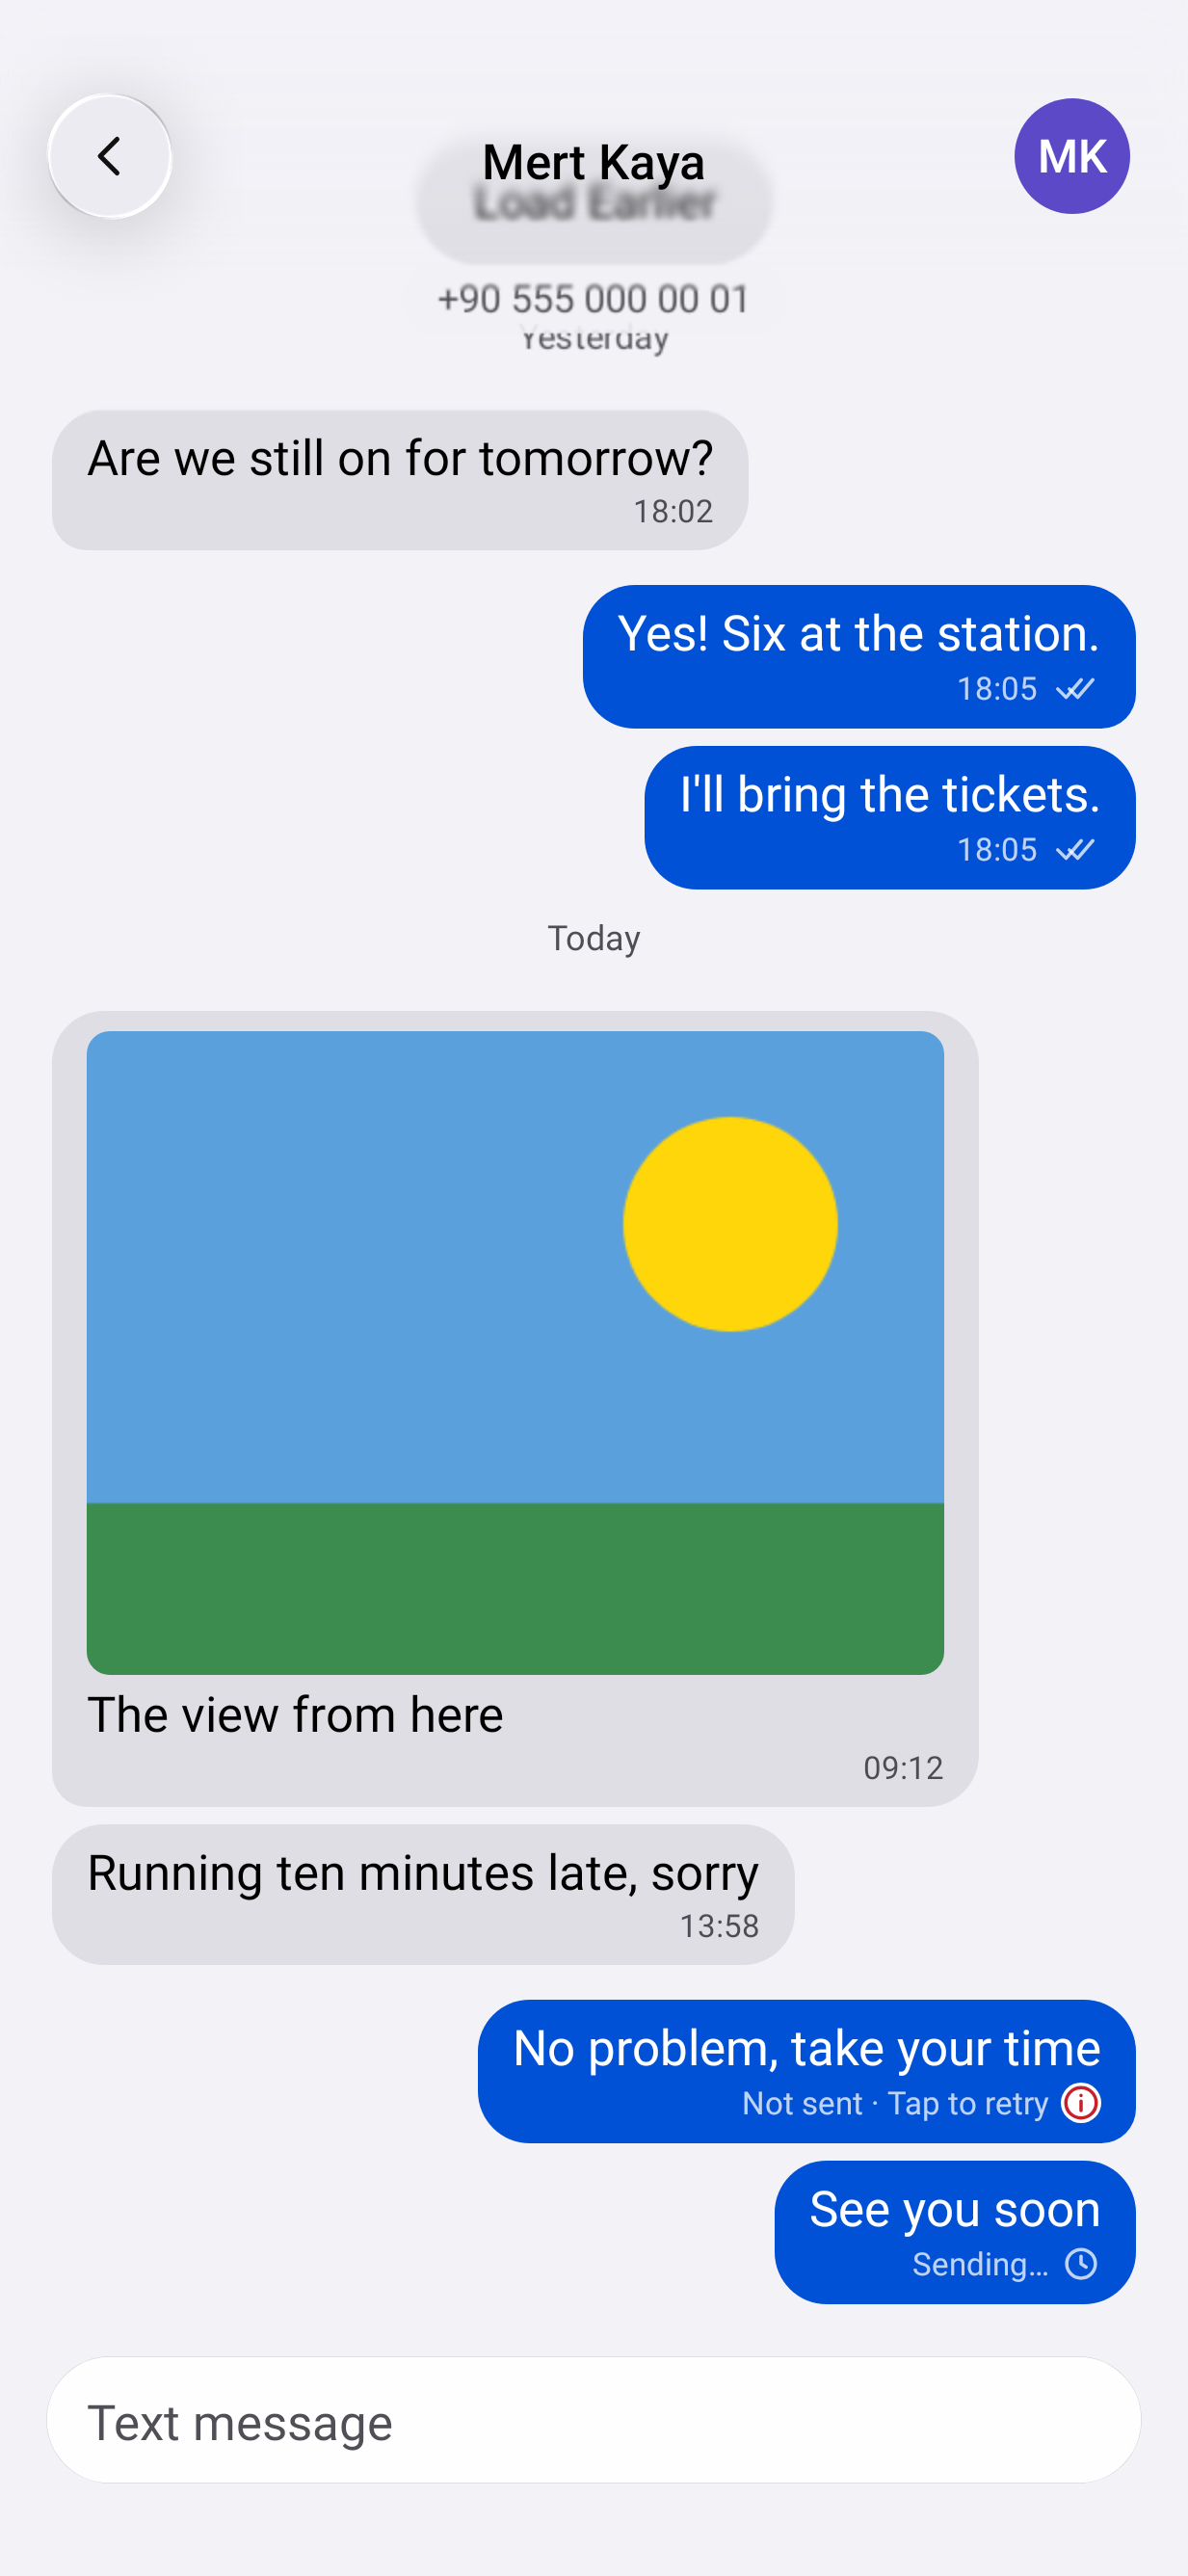 Mert Kaya
MK
Load Earlier
+90 555 000 00 01
Yesterday
Are we still on for tomorrow?
18:02
Yes! Six at the station.
18:05
I'll bring the tickets.
18:05
Today
The view from here
09:12
Running ten minutes late, sorry
13:58
No problem, take your time
Not sent · Tap to retry
See you soon
Sending…
Text message